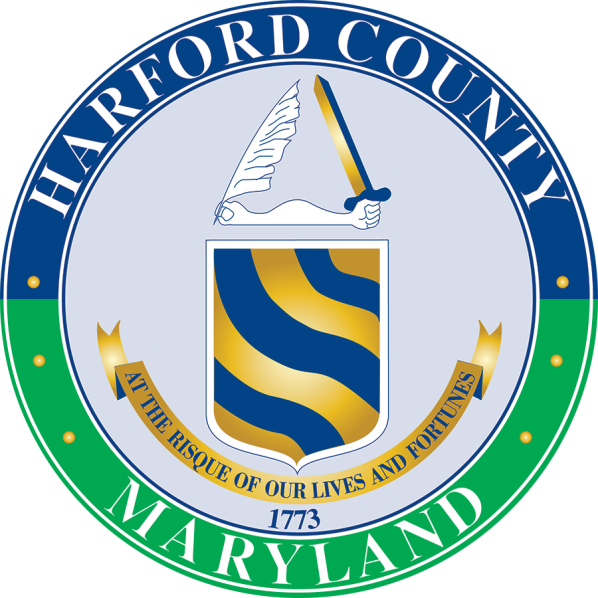 HARFORD COUNTY
AT THE RISQUE OF OUR LIVES AND FORTUNES
1773
MARYLAND